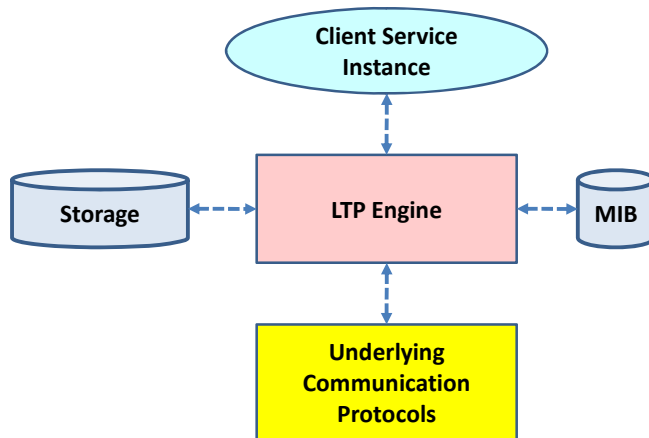 Client Service
Instance
Storage
LTP Engine
MIB
Underlying
Communication
Protocols